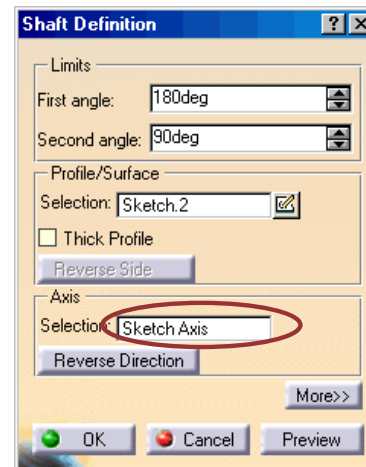 Shaft Definition ? ×
Limits
First angle: 180deg
Second angle: 90deg
Profile/Surface
Selection: Sketch.2
Thick Profile
Reverse Side
Axis
Selection: Sketch Axis
Reverse Direction
More>>
OK Cancel Preview